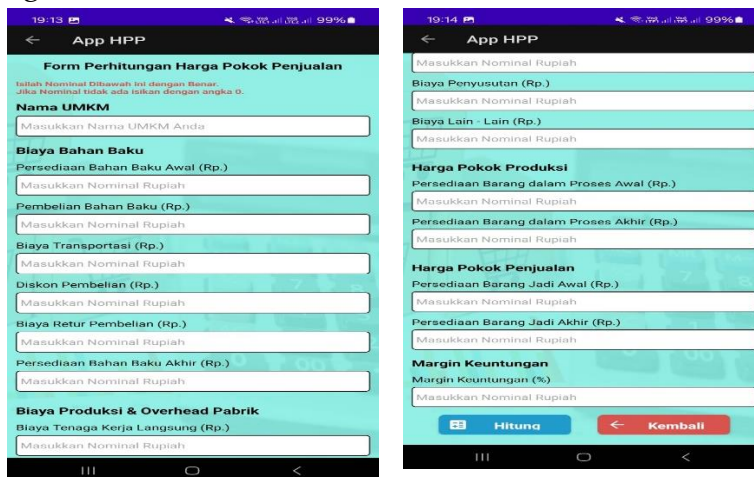 19:13 99%
App HPP
Form Perhitungan Harga Pokok Penjualan
Isilah Nominal Dibawah Ini dengan Benar.
Jika Nominal tidak ada isikan dengan angka 0.
Nama UMKM
Masukkan Nama UMKM Anda
Biaya Bahan Baku
Persediaan Bahan Baku Awal (Rp.)
Masukkan Nominal Rupiah
Pembelian Bahan Baku (Rp.)
Masukkan Nominal Rupiah
Biaya Transportasi (Rp.)
Masukkan Nominal Rupiah
Diskon Pembelian (Rp.)
Masukkan Nominal Rupiah
Biaya Retur Pembelian (Rp.)
Masukkan Nominal Rupiah
Persediaan Bahan Baku Akhir (Rp.)
Masukkan Nominal Rupiah
Biaya Produksi & Overhead Pabrik
Biaya Tenaga Kerja Langsung (Rp.)
Masukkan Nominal Rupiah
19:14 99%
App HPP
Masukkan Nominal Rupiah
Biaya Penyusutan (Rp.)
Masukkan Nominal Rupiah
Biaya Lain - Lain (Rp.)
Masukkan Nominal Rupiah
Harga Pokok Produksi
Persediaan Barang dalam Proses Awal (Rp.)
Masukkan Nominal Rupiah
Persediaan Barang dalam Proses Akhir (Rp.)
Masukkan Nominal Rupiah
Harga Pokok Penjualan
Persediaan Barang Jadi Awal (Rp.)
Masukkan Nominal Rupiah
Persediaan Barang Jadi Akhir (Rp.)
Masukkan Nominal Rupiah
Margin Keuntungan
Margin Keuntungan (%)
Masukkan Nominal Rupiah
Hitung
Kembali